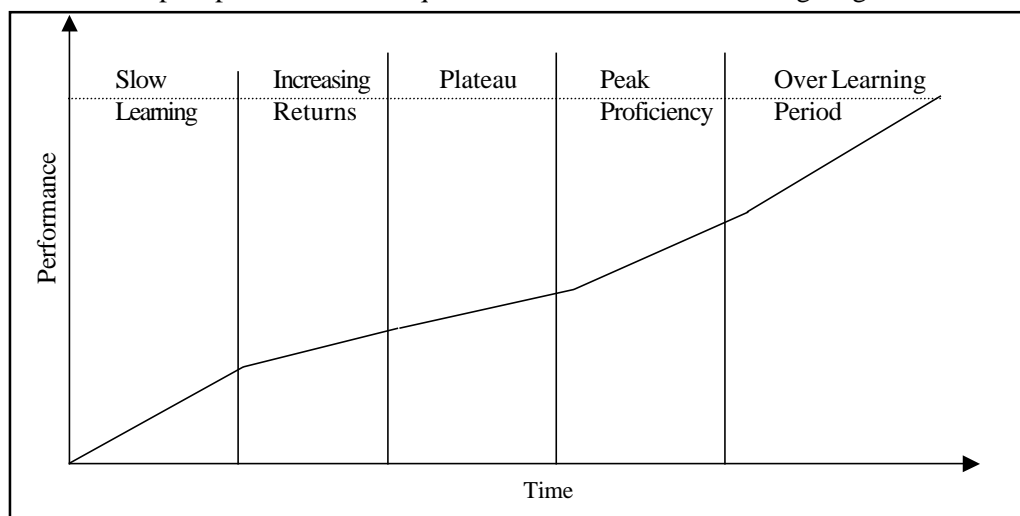 Slow
Learning
Increasing
Returns
Plateau
Peak
Proficiency
Over Learning
Period
Performance
Time